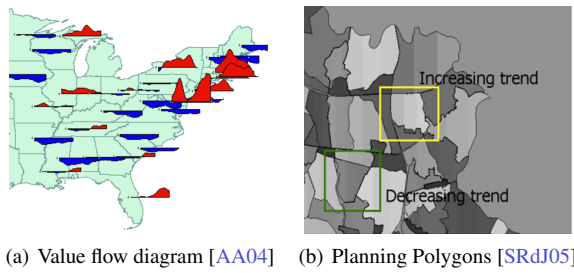 Increasing trend
Decreasing trend
(a) Value flow diagram [AA04] (b) Planning Polygons [SRdJ05]